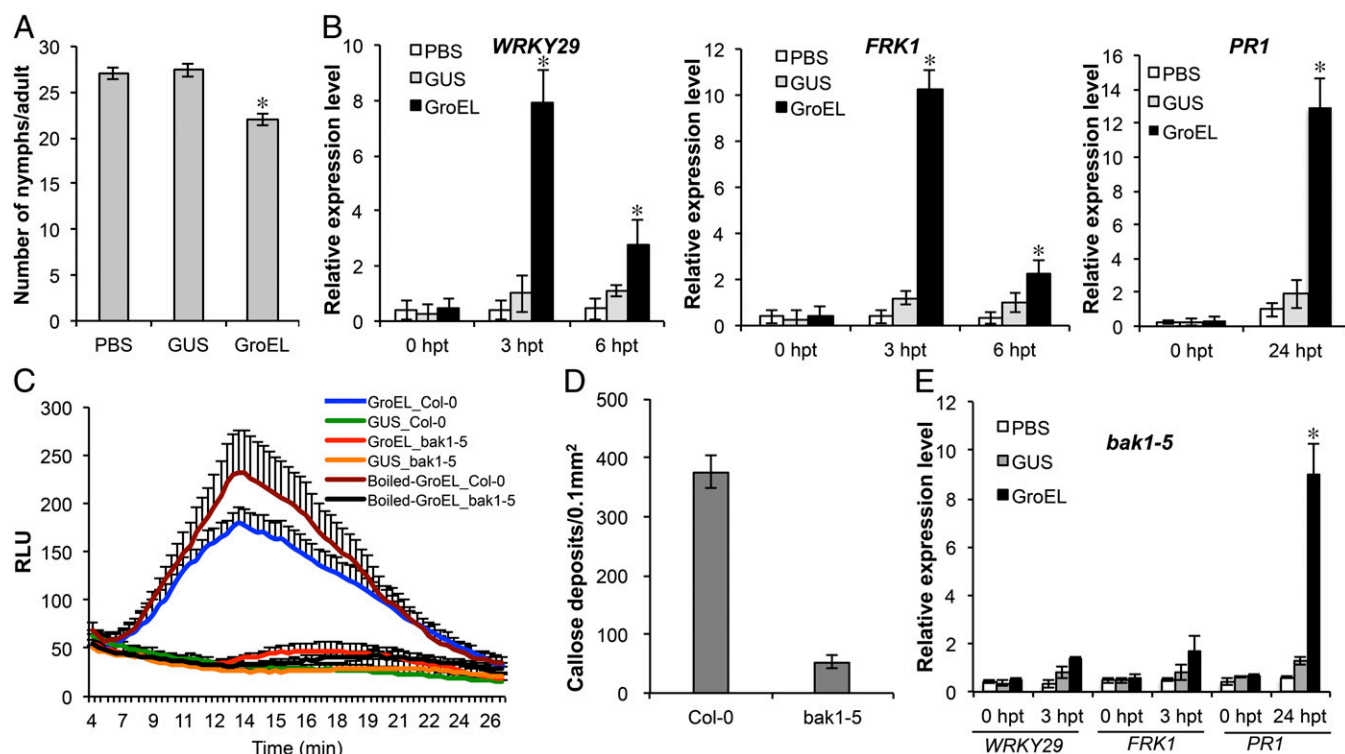 A
Number of nymphs/adult
30
25
20
15
10
5
0
*
PBS GUS GroEL
B
WRKY29
Relative expression level
10
8
6
4
2
0
PBS
GUS
GroEL
*
*
0 hpt 3 hpt 6 hpt
FRK1
Relative expression level
12
10
8
6
4
2
0
PBS
GUS
GroEL
*
*
0 hpt 3 hpt 6 hpt
PR1
Relative expression level
16
14
12
10
8
6
4
2
0
PBS
GUS
GroEL
*
0 hpt 24 hpt
C
RLU
300
250
200
150
100
50
0
GroEL_Col-0
GUS_Col-0
GroEL_bak1-5
GUS_bak1-5
Boiled-GroEL_Col-0
Boiled-GroEL_bak1-5
4 7 9 11 12 14 15 16 18 19 21 22 24 26
Time (min)
D
Callose deposits/0.1mm²
500
400
300
200
100
0
Col-0 bak1-5
E
Relative expression level
12
10
8
6
4
2
0
PBS
GUS
GroEL
bak1-5
*
0 hpt 3 hpt 0 hpt 3 hpt 0 hpt 24 hpt
WRKY29 FRK1 PR1